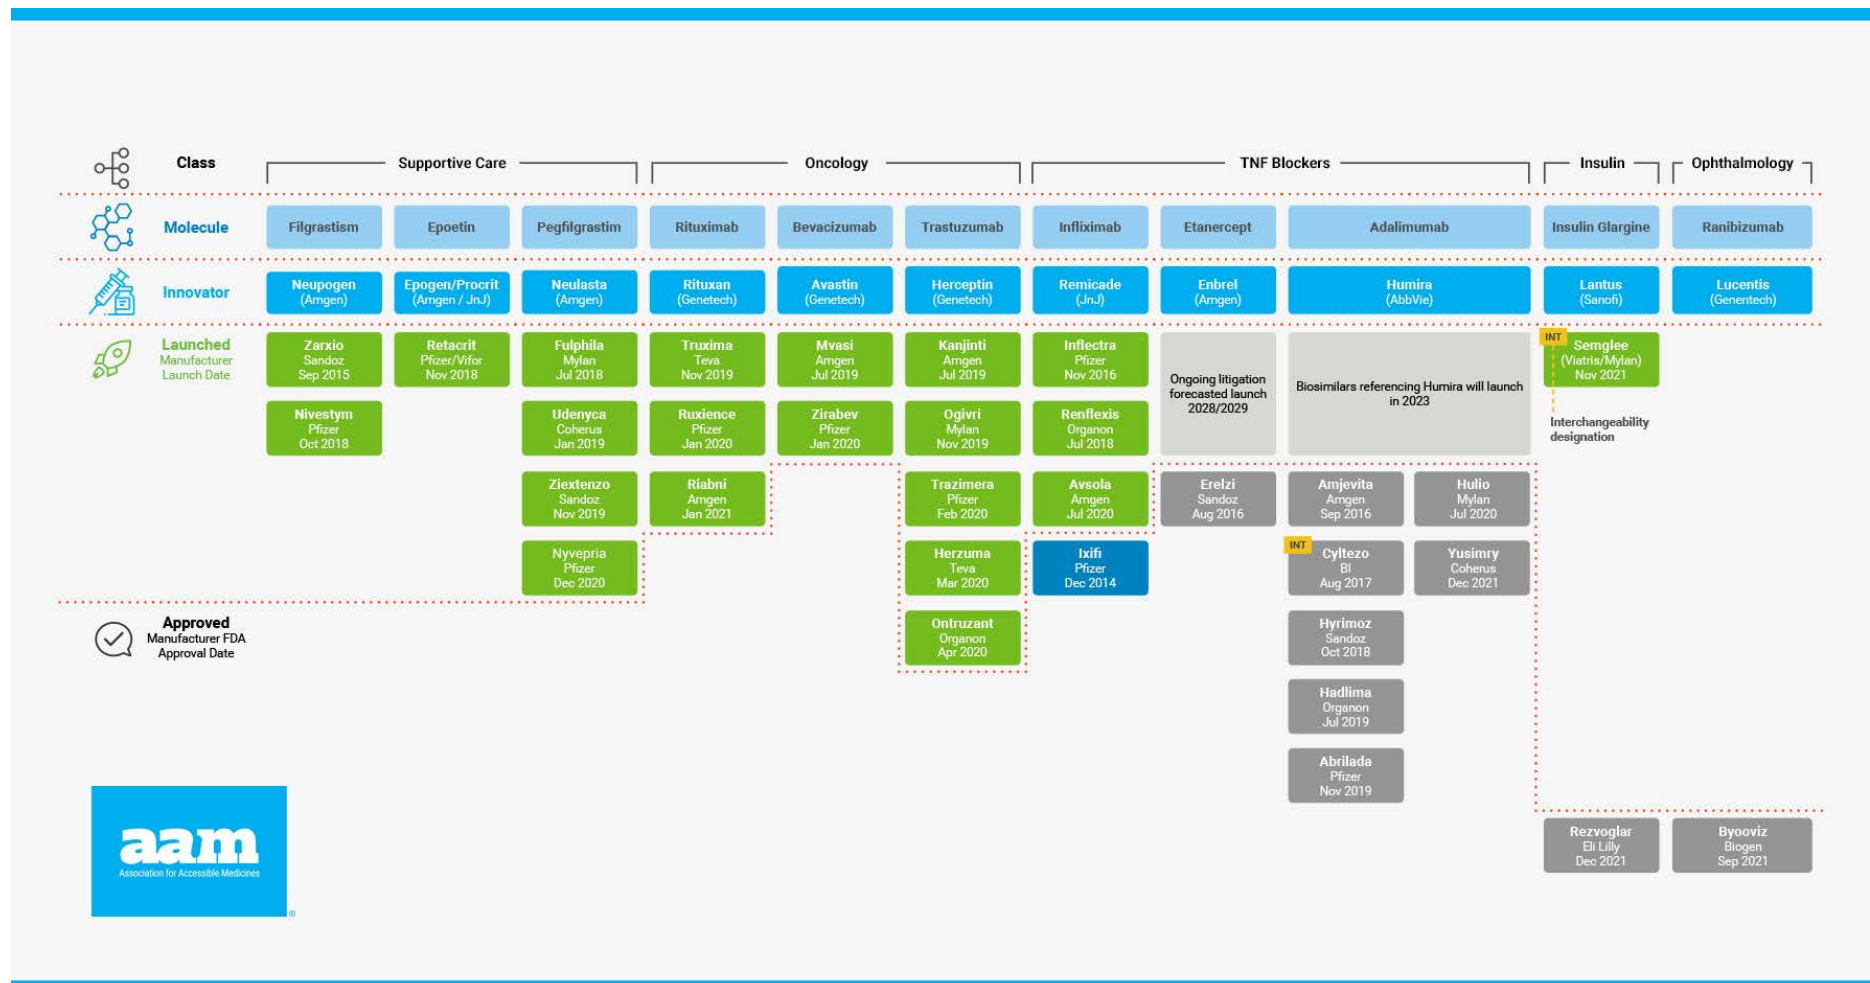 Class
Supportive Care
Oncology
TNF Blockers
Insulin
Ophthalmology
Molecule
Filgrastism
Epoetin
Pegfilgrastim
Rituximab
Bevacizumab
Trastuzumab
Infliximab
Etanercept
Adalimumab
Insulin Glargine
Ranibizumab
Innovator
Neupogen
(Amgen)
Epogen/Procrit
(Amgen / JnJ)
Neulasta
(Amgen)
Rituxan
(Genetech)
Avastin
(Genetech)
Herceptin
(Genetech)
Remicade
(JnJ)
Enbrel
(Amgen)
Humira
(AbbVie)
Lantus
(Sanofi)
Lucentis
(Genentech)
Launched
Manufacturer
Launch Date
Zarxio
Sandoz
Sep 2015
Retacrit
Pfizer/Vifor
Nov 2018
Fulphila
Mylan
Jul 2018
Truxima
Teva
Nov 2019
Mvasi
Amgen
Jul 2019
Kanjinti
Amgen
Jul 2019
Inflectra
Pfizer
Nov 2016
Ongoing litigation
forecasted launch
2028/2029
Biosimilars referencing Humira will launch
in 2023
INT
Semglee
(Viatris/Mylan)
Nov 2021
Interchangeability
designation
Nivestym
Pfizer
Oct 2018
Udenyca
Coherus
Jan 2019
Ruxience
Pfizer
Jan 2020
Zirabev
Pfizer
Jan 2020
Ogivri
Mylan
Nov 2019
Renflexis
Organon
Jul 2018
Ziextenzo
Sandoz
Nov 2019
Riabni
Amgen
Jan 2021
Trazimera
Pfizer
Feb 2020
Avsola
Amgen
Jul 2020
Erelzi
Sandoz
Aug 2016
Amjevita
Amgen
Sep 2016
Hulio
Mylan
Jul 2020
Nyvepria
Pfizer
Dec 2020
Herzuma
Teva
Mar 2020
Ixifi
Pfizer
Dec 2014
INT
Cyltezo
BI
Aug 2017
Yusimry
Coherus
Dec 2021
Approved
Manufacturer FDA
Approval Date
Ontruzant
Organon
Apr 2020
Hyrimoz
Sandoz
Oct 2018
Hadlima
Organon
Jul 2019
Abrilada
Pfizer
Nov 2019
Rezvoglar
Eli Lilly
Dec 2021
Byooviz
Biogen
Sep 2021
aam
Association for Accessible Medicines
®